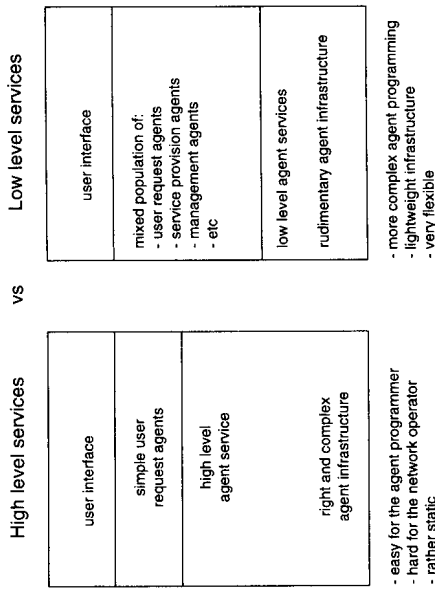 High level services
vs
Low level services
user interface
simple user
request agents
high level
agent service
right and complex
agent infrastructure
- easy for the agent programmer
- hard for the network operator
- rather static
user interface
mixed population of:
- user request agents
- service provision agents
- management agents
- etc
low level agent services
rudimentary agent infrastructure
- more complex agent programming
- lightweight infrastructure
- very flexible